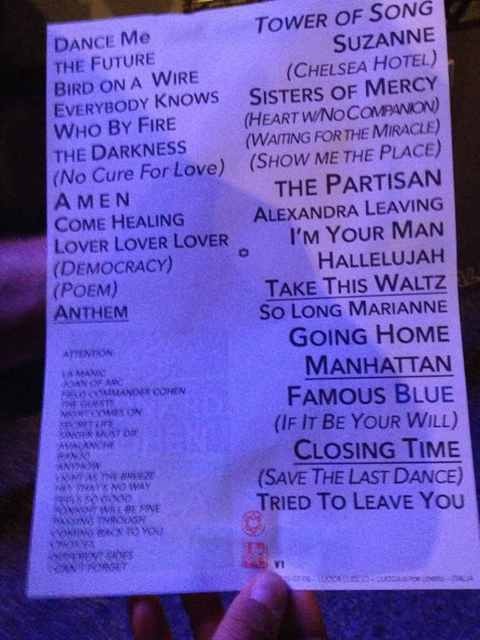 DANCE ME
THE FUTURE
BIRD ON A WIRE
EVERYBODY KNOWS
WHO BY FIRE
THE DARKNESS
(No Cure For Love)
AMEN
COME HEALING
LOVER LOVER LOVER
(DEMOCRACY)
(POEM)
ANTHEM
ATTENTION:
LA MANIC
JOAN OF ARC
FIELD COMMANDER COHEN
THE GUESTS
NIGHT COMES ON
SECRET LIFE
SINGER MUST DIE
AVALANCHE
BANJO
ANYHOW
LIGHT AS THE BREEZE
HEY THAT'S NO WAY
FEELS SO GOOD
TONIGHT WILL BE FINE
PASSING THROUGH
COMING BACK TO YOU
CHOICES
DIFFERENT SIDES
CAN'T FORGET
TOWER OF SONG
SUZANNE
(CHELSEA HOTEL)
SISTERS OF MERCY
(HEART W/NO COMPANION)
(WAITING FOR THE MIRACLE)
(SHOW ME THE PLACE)
THE PARTISAN
ALEXANDRA LEAVING
I'M YOUR MAN
HALLELUJAH
TAKE THIS WALTZ
SO LONG MARIANNE
GOING HOME
MANHATTAN
FAMOUS BLUE
(IF IT BE YOUR WILL)
CLOSING TIME
(SAVE THE LAST DANCE)
TRIED TO LEAVE YOU
V1
LUCCA ITALIA